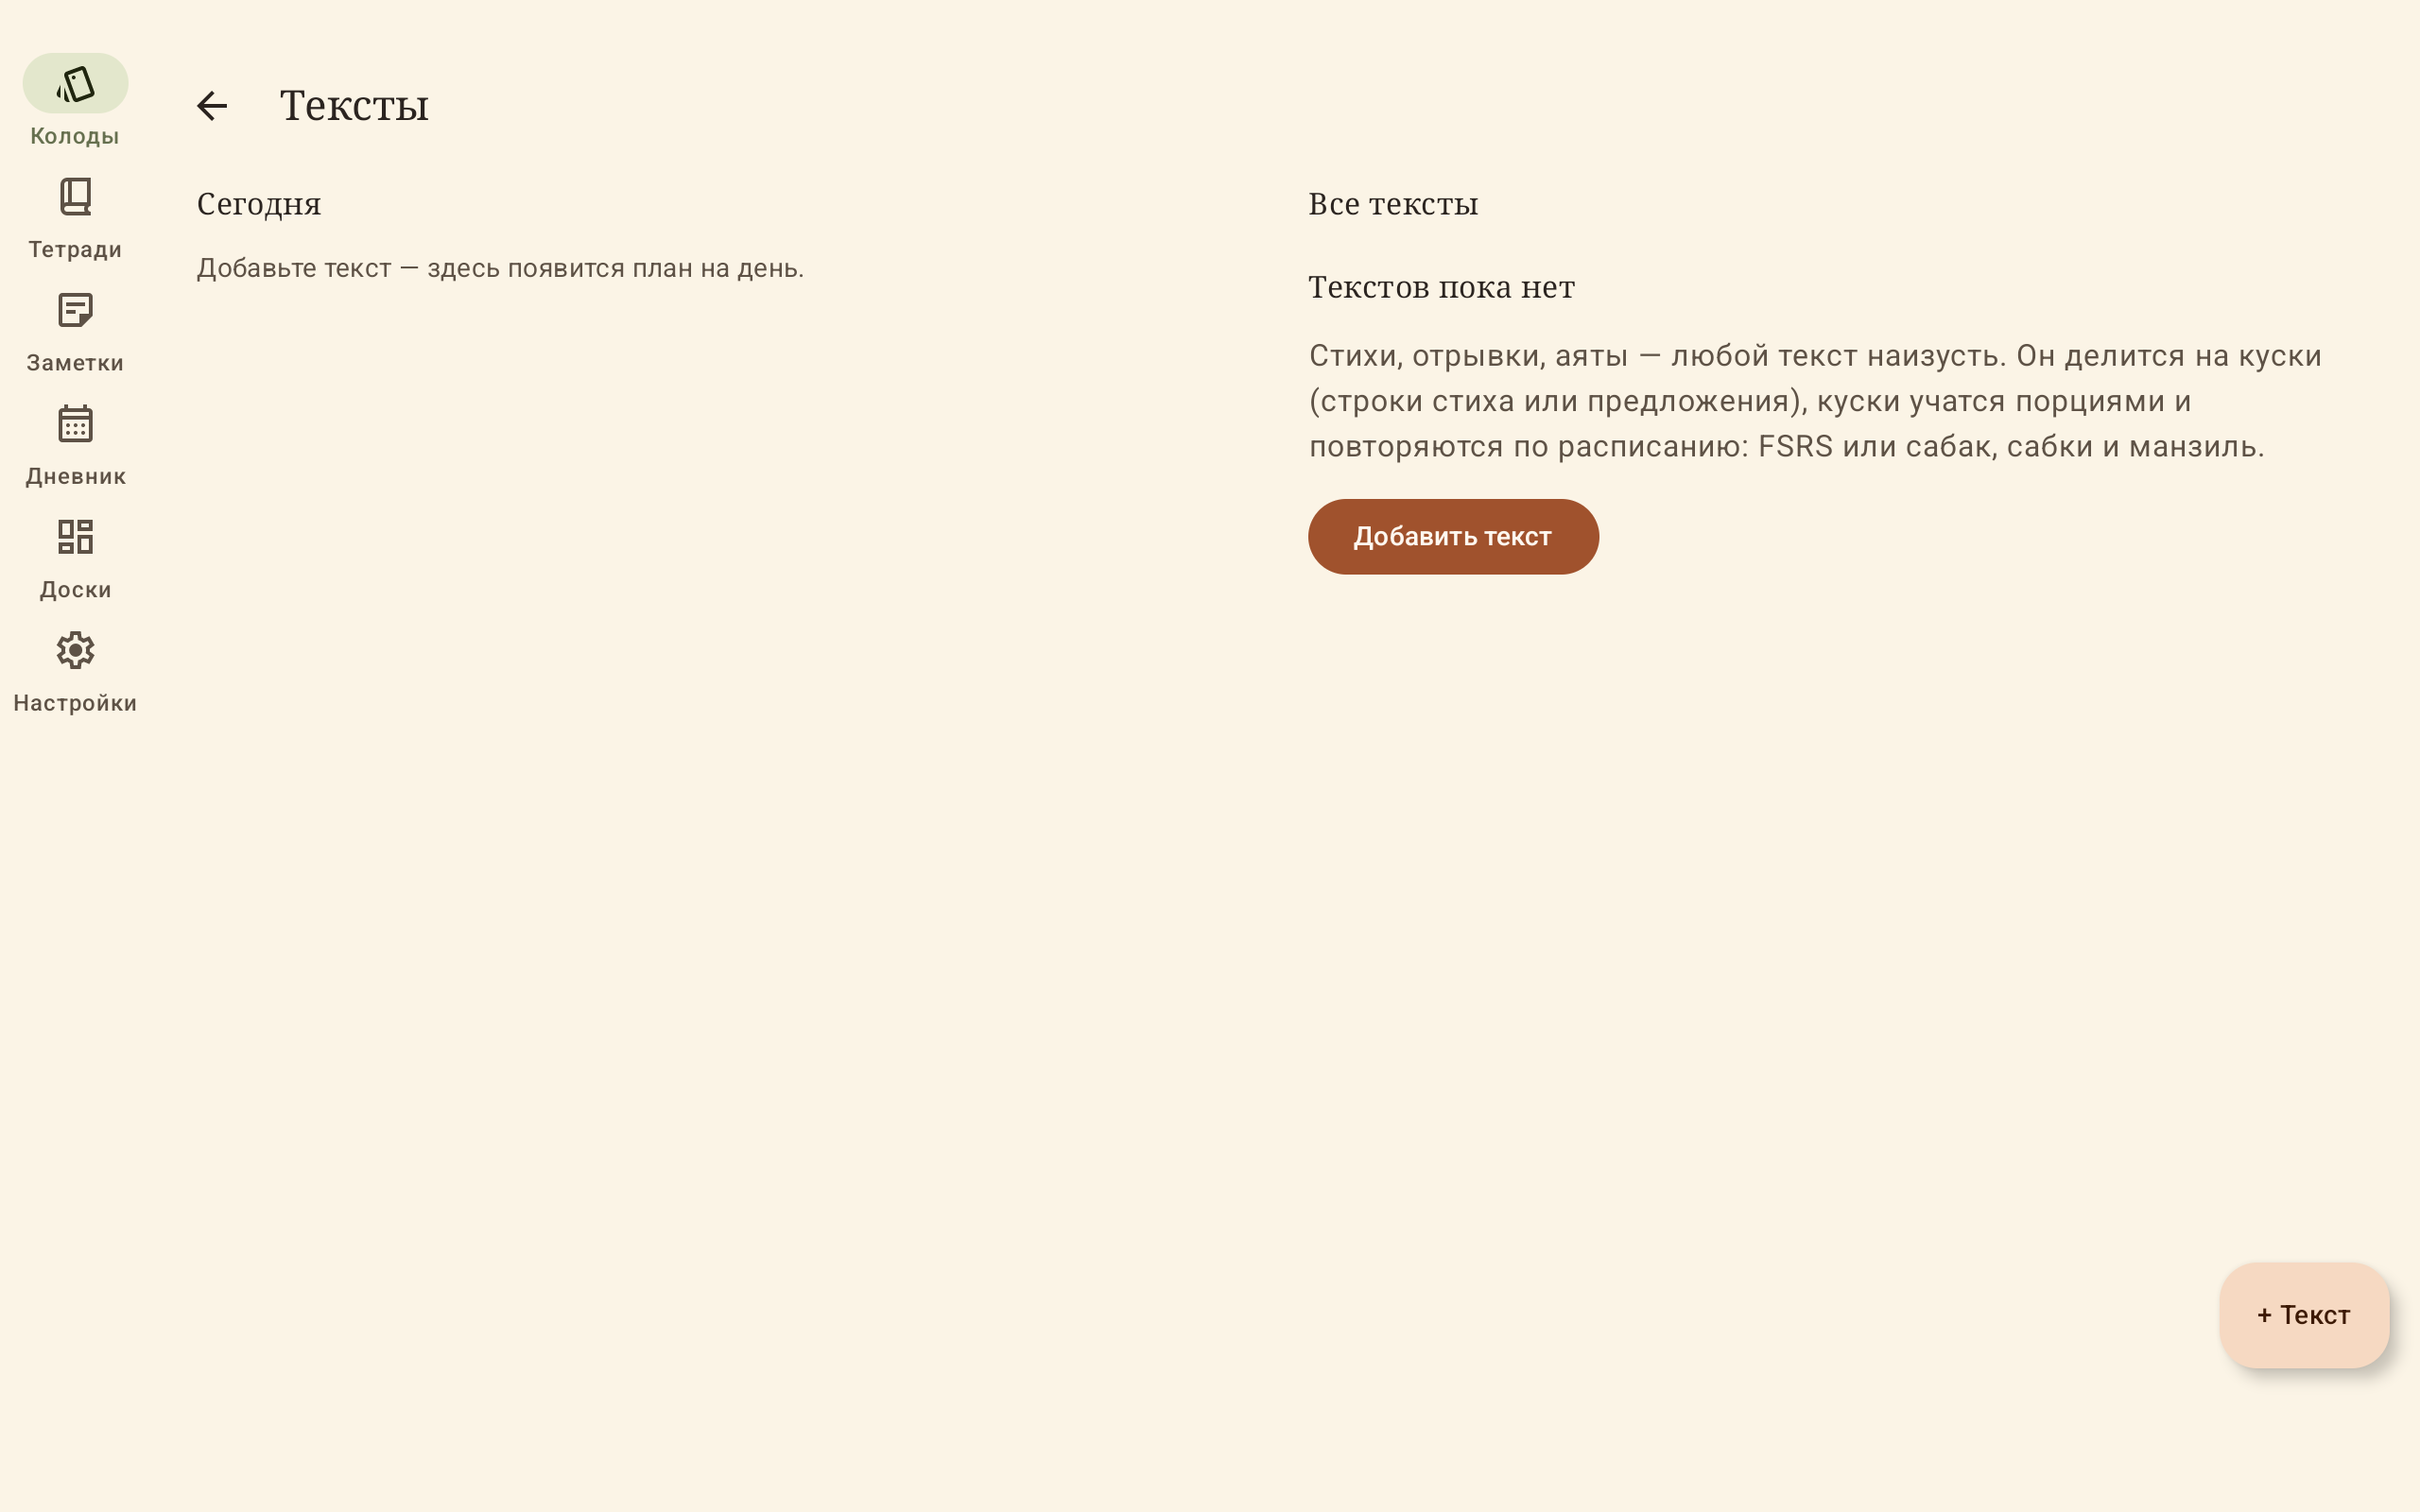 Колоды
Тетради
Заметки
Дневник
Доски
Настройки
Тексты
Сегодня
Добавьте текст — здесь появится план на день.
Все тексты
Текстов пока нет
Стихи, отрывки, аяты — любой текст наизусть. Он делится на куски
(строки стиха или предложения), куски учатся порциями и
повторяются по расписанию: FSRS или сабак, сабки и манзиль.
Добавить текст
+ Текст